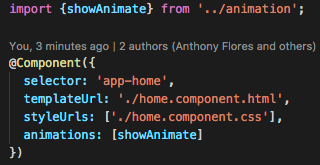 import {showAnimate} from '../animation';
You, 3 minutes ago | 2 authors (Anthony Flores and others)
@Component({
selector: 'app-home',
templateUrl: './home.component.html',
styleUrls: ['./home.component.css'],
animations: [showAnimate]
})